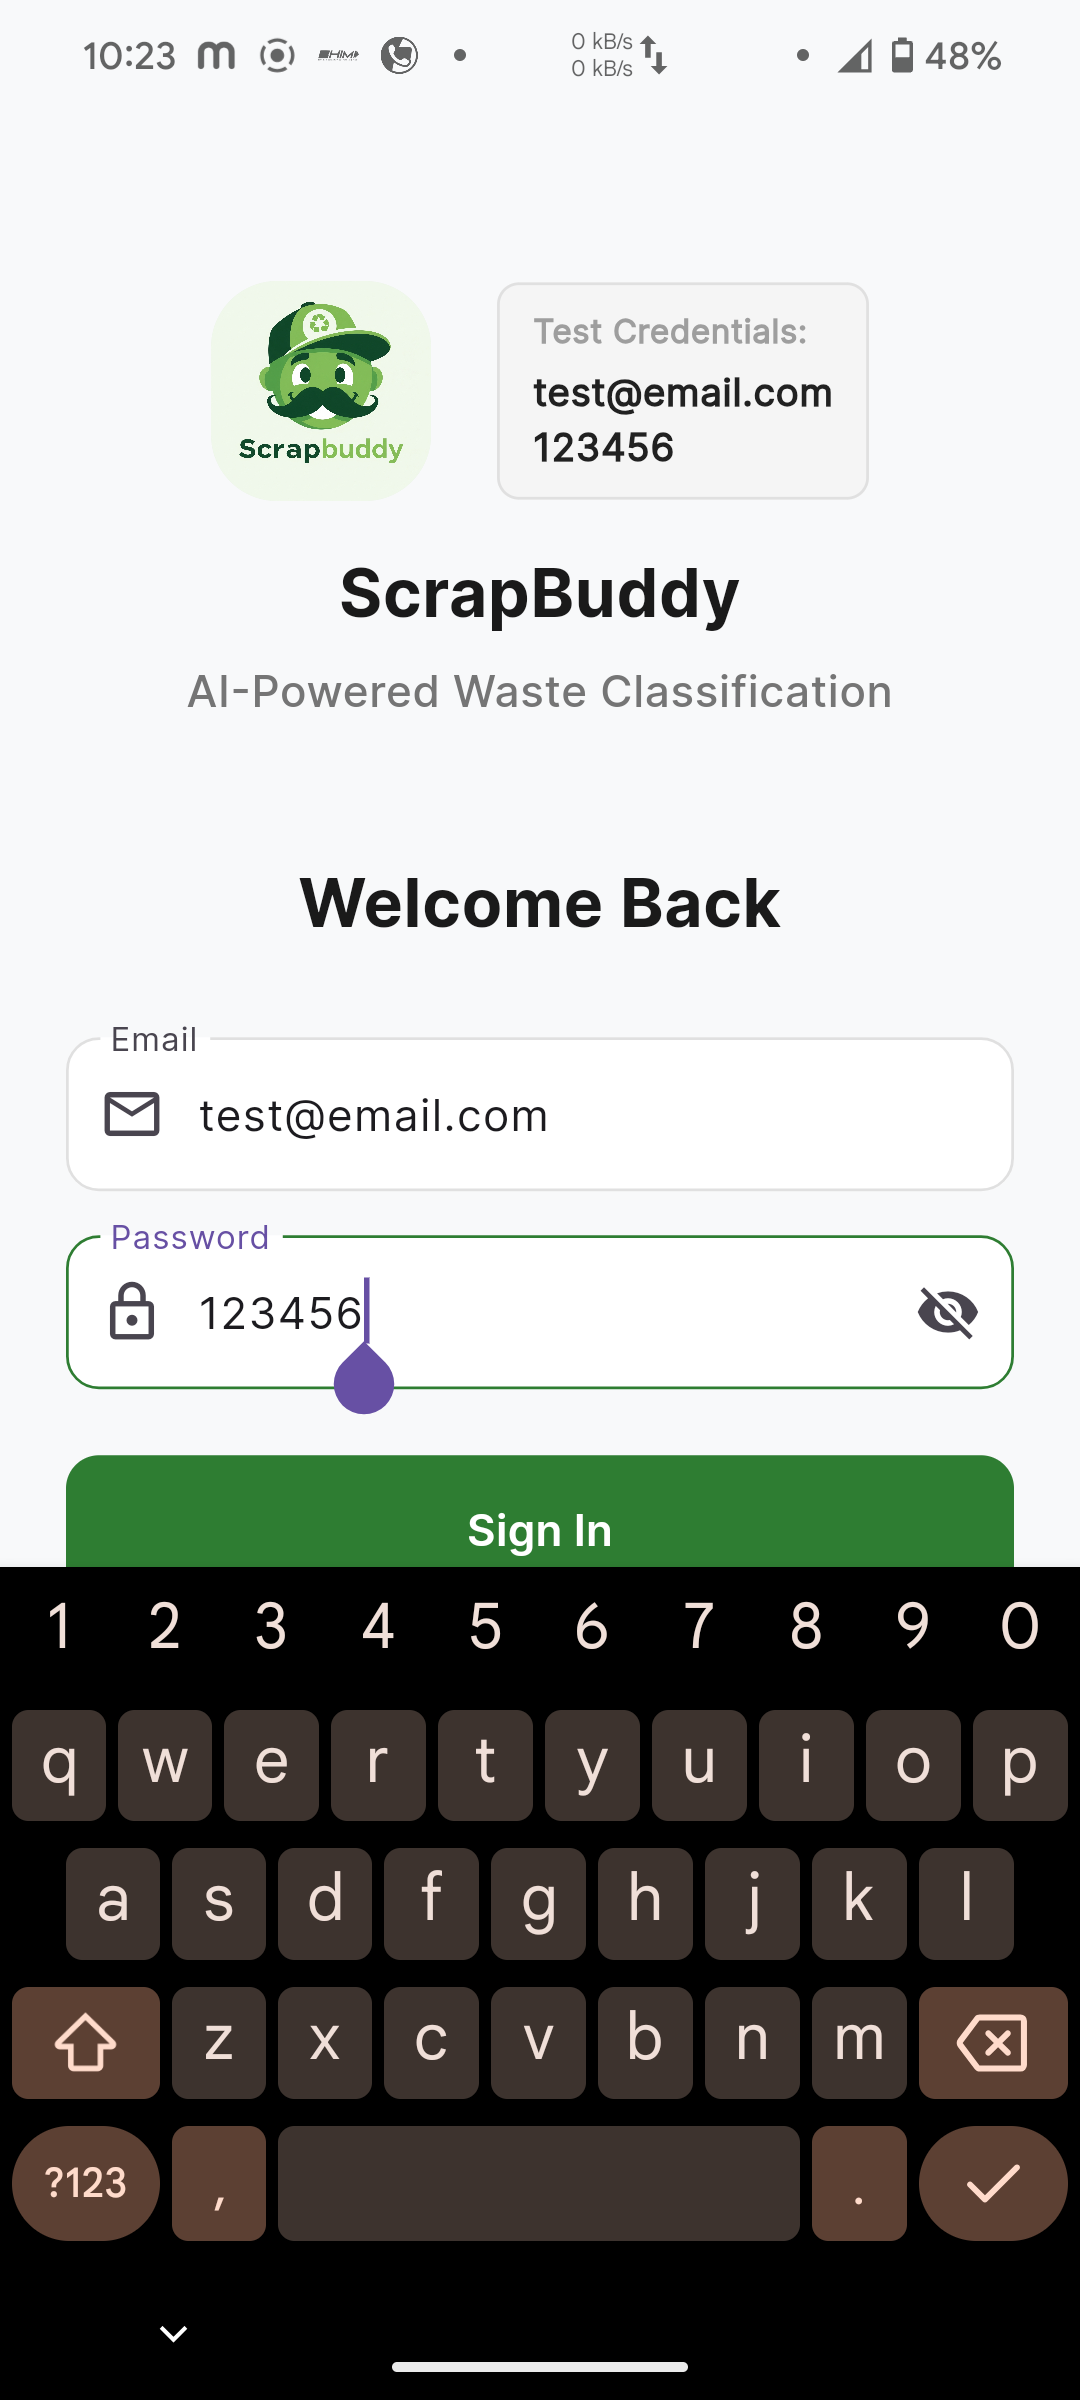 10:23
0 kB/s
0 kB/s
48%
Scrapbuddy
Test Credentials:
test@email.com
123456
ScrapBuddy
AI-Powered Waste Classification
Welcome Back
Email
test@email.com
Password
123456
Sign In
1 2 3 4 5 6 7 8 9 0
q w e r t y u i o p
a s d f g h j k l
z x c v b n m
?123 , .